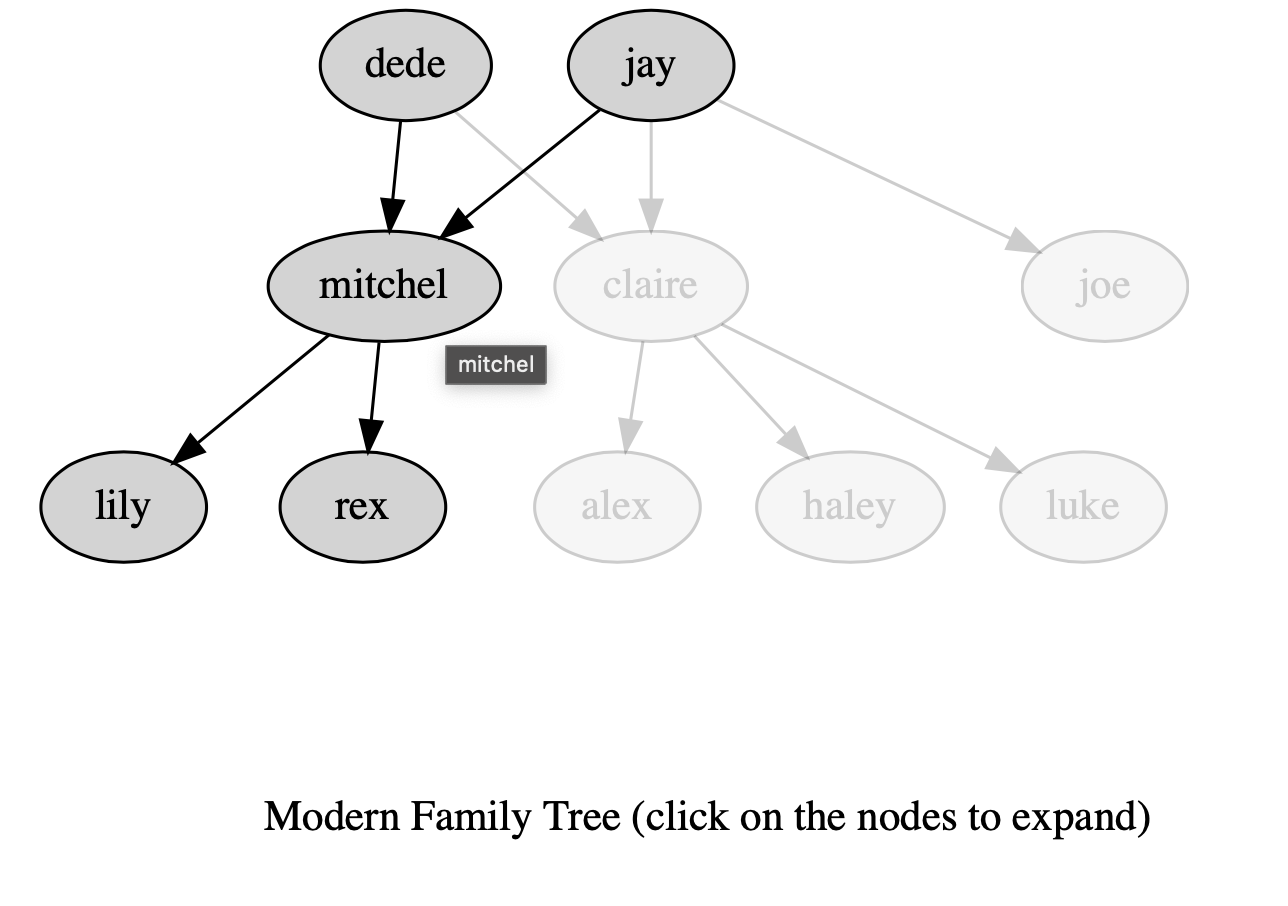 dede
jay
mitchel
claire
joe
mitchel
lily
rex
alex
haley
luke
Modern Family Tree (click on the nodes to expand)